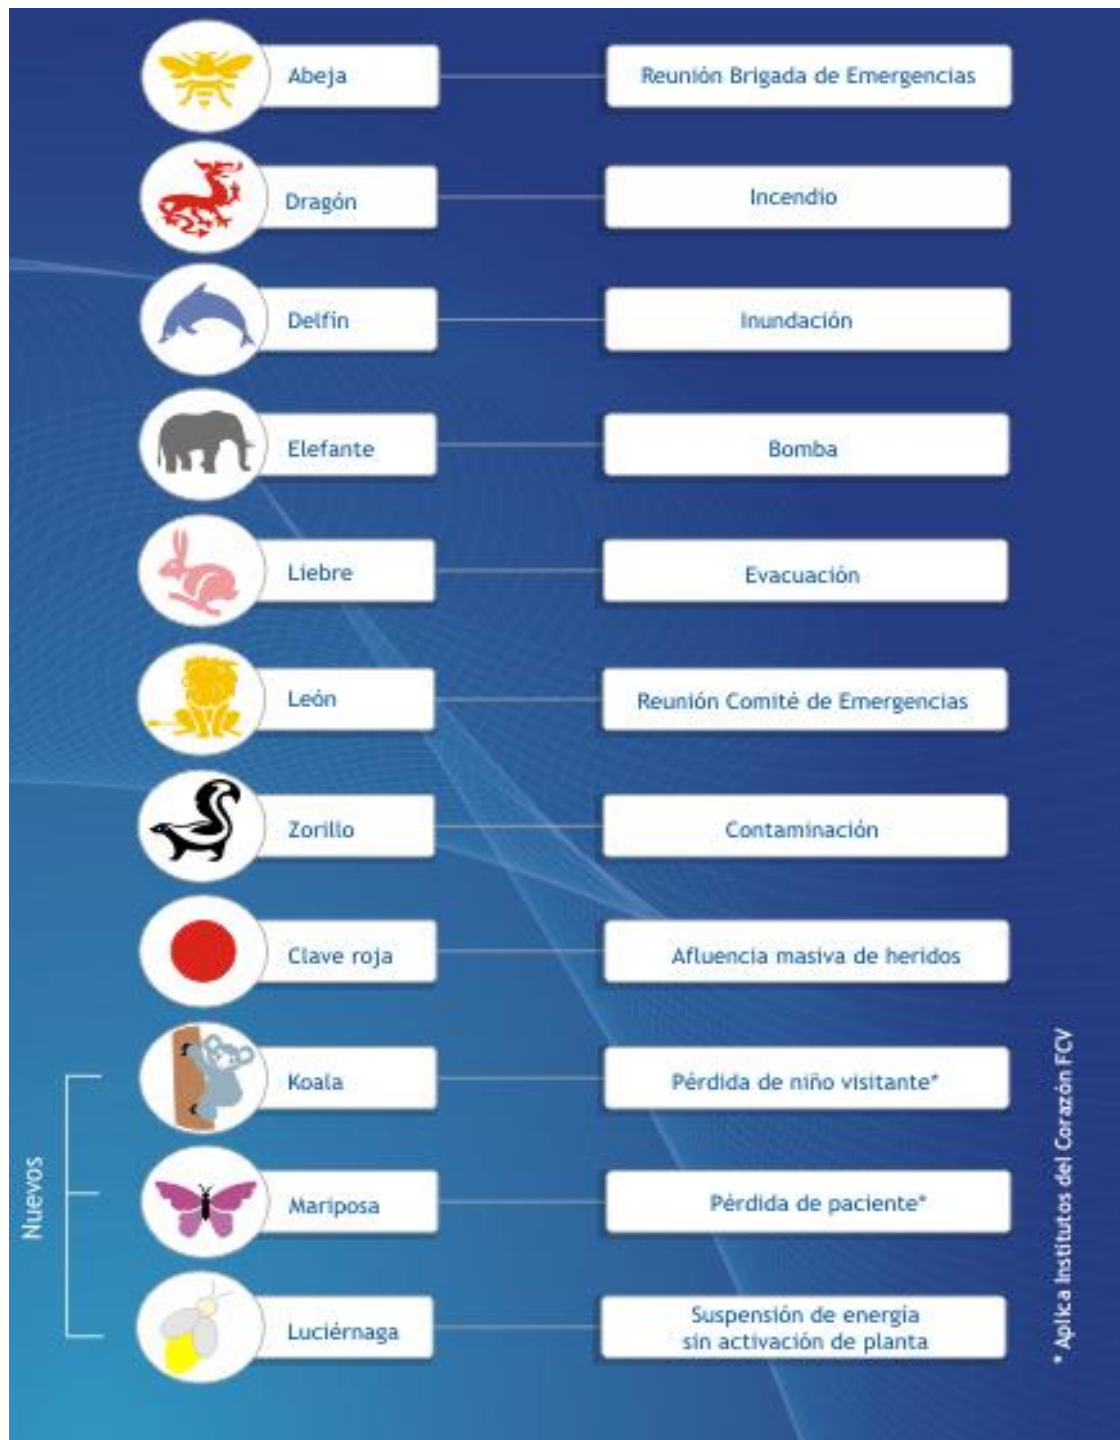 Abeja
Reunión Brigada de Emergencias
Dragón
Incendio
Delfín
Inundación
Elefante
Bomba
Liebre
Evacuación
León
Reunión Comité de Emergencias
Zorillo
Contaminación
Clave roja
Afluencia masiva de heridos
Nuevos
Koala
Pérdida de niño visitante*
Mariposa
Pérdida de paciente*
Luciérnaga
Suspensión de energía
sin activación de planta
* Aplica Institutos del Corazón FCV